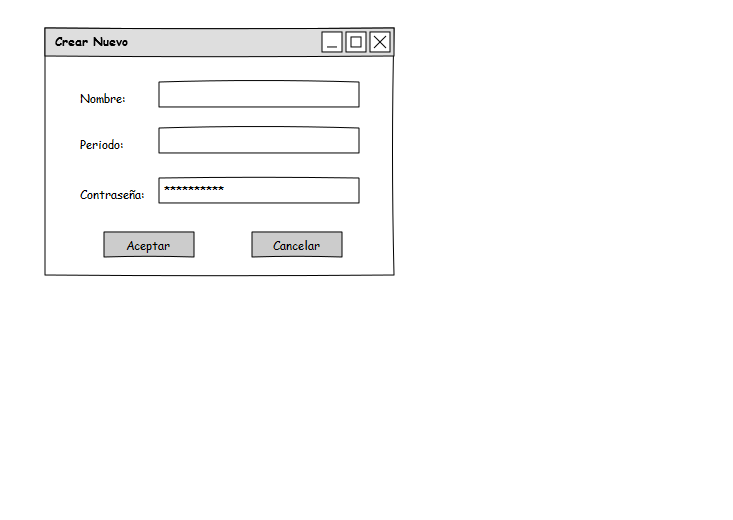 Crear Nuevo
Nombre:
Periodo:
Contraseña: **********
Aceptar Cancelar